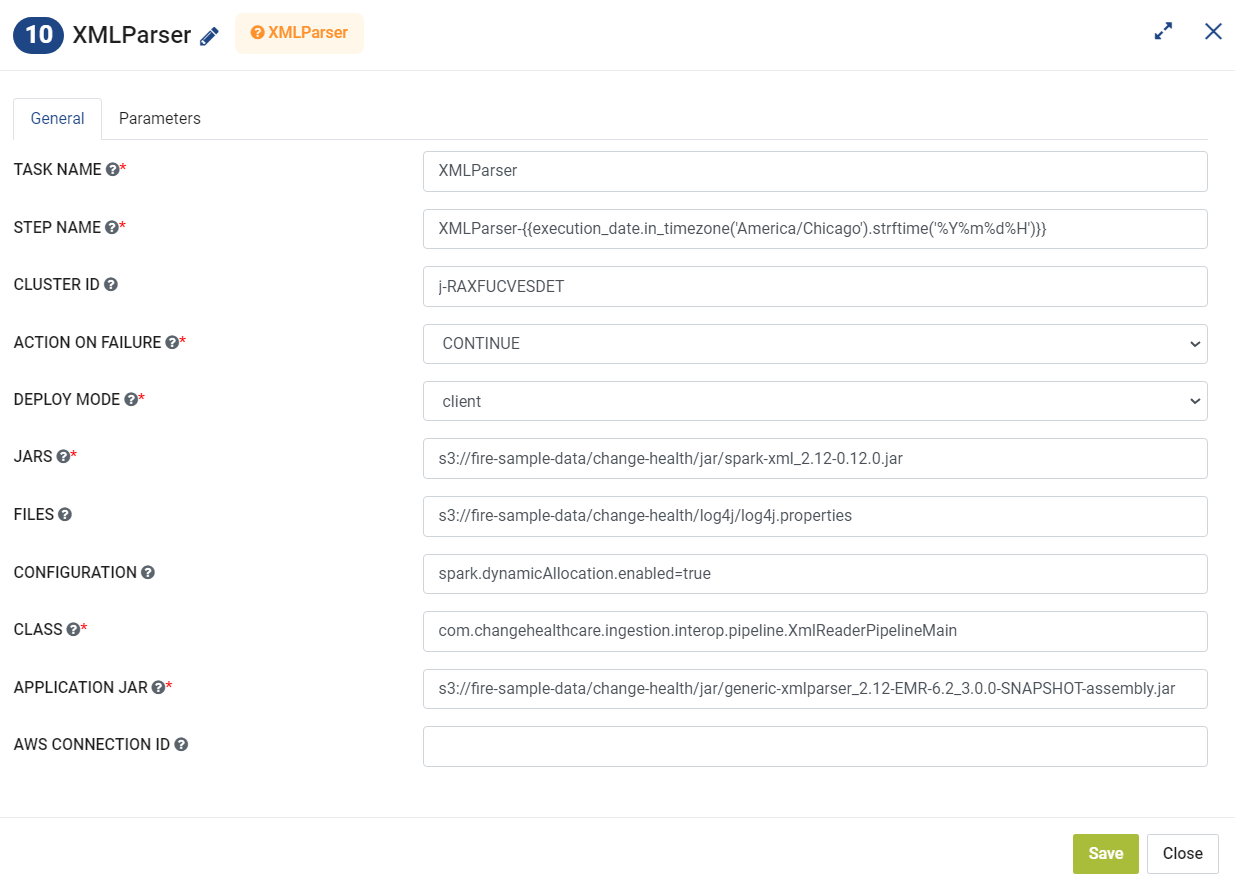 10 XMLParser XMLParser
General Parameters
TASK NAME * XMLParser
STEP NAME * XMLParser-{{execution_date.in_timezone('America/Chicago').strftime('%Y%m%d%H')}}
CLUSTER ID j-RAXFUCVESDET
ACTION ON FAILURE * CONTINUE
DEPLOY MODE * client
JARS * s3://fire-sample-data/change-health/jar/spark-xml_2.12-0.12.0.jar
FILES s3://fire-sample-data/change-health/log4j/log4j.properties
CONFIGURATION spark.dynamicAllocation.enabled=true
CLASS * com.changehealthcare.ingestion.interop.pipeline.XmlReaderPipelineMain
APPLICATION JAR * s3://fire-sample-data/change-health/jar/generic-xmlparser_2.12-EMR-6.2_3.0.0-SNAPSHOT-assembly.jar
AWS CONNECTION ID
Save Close